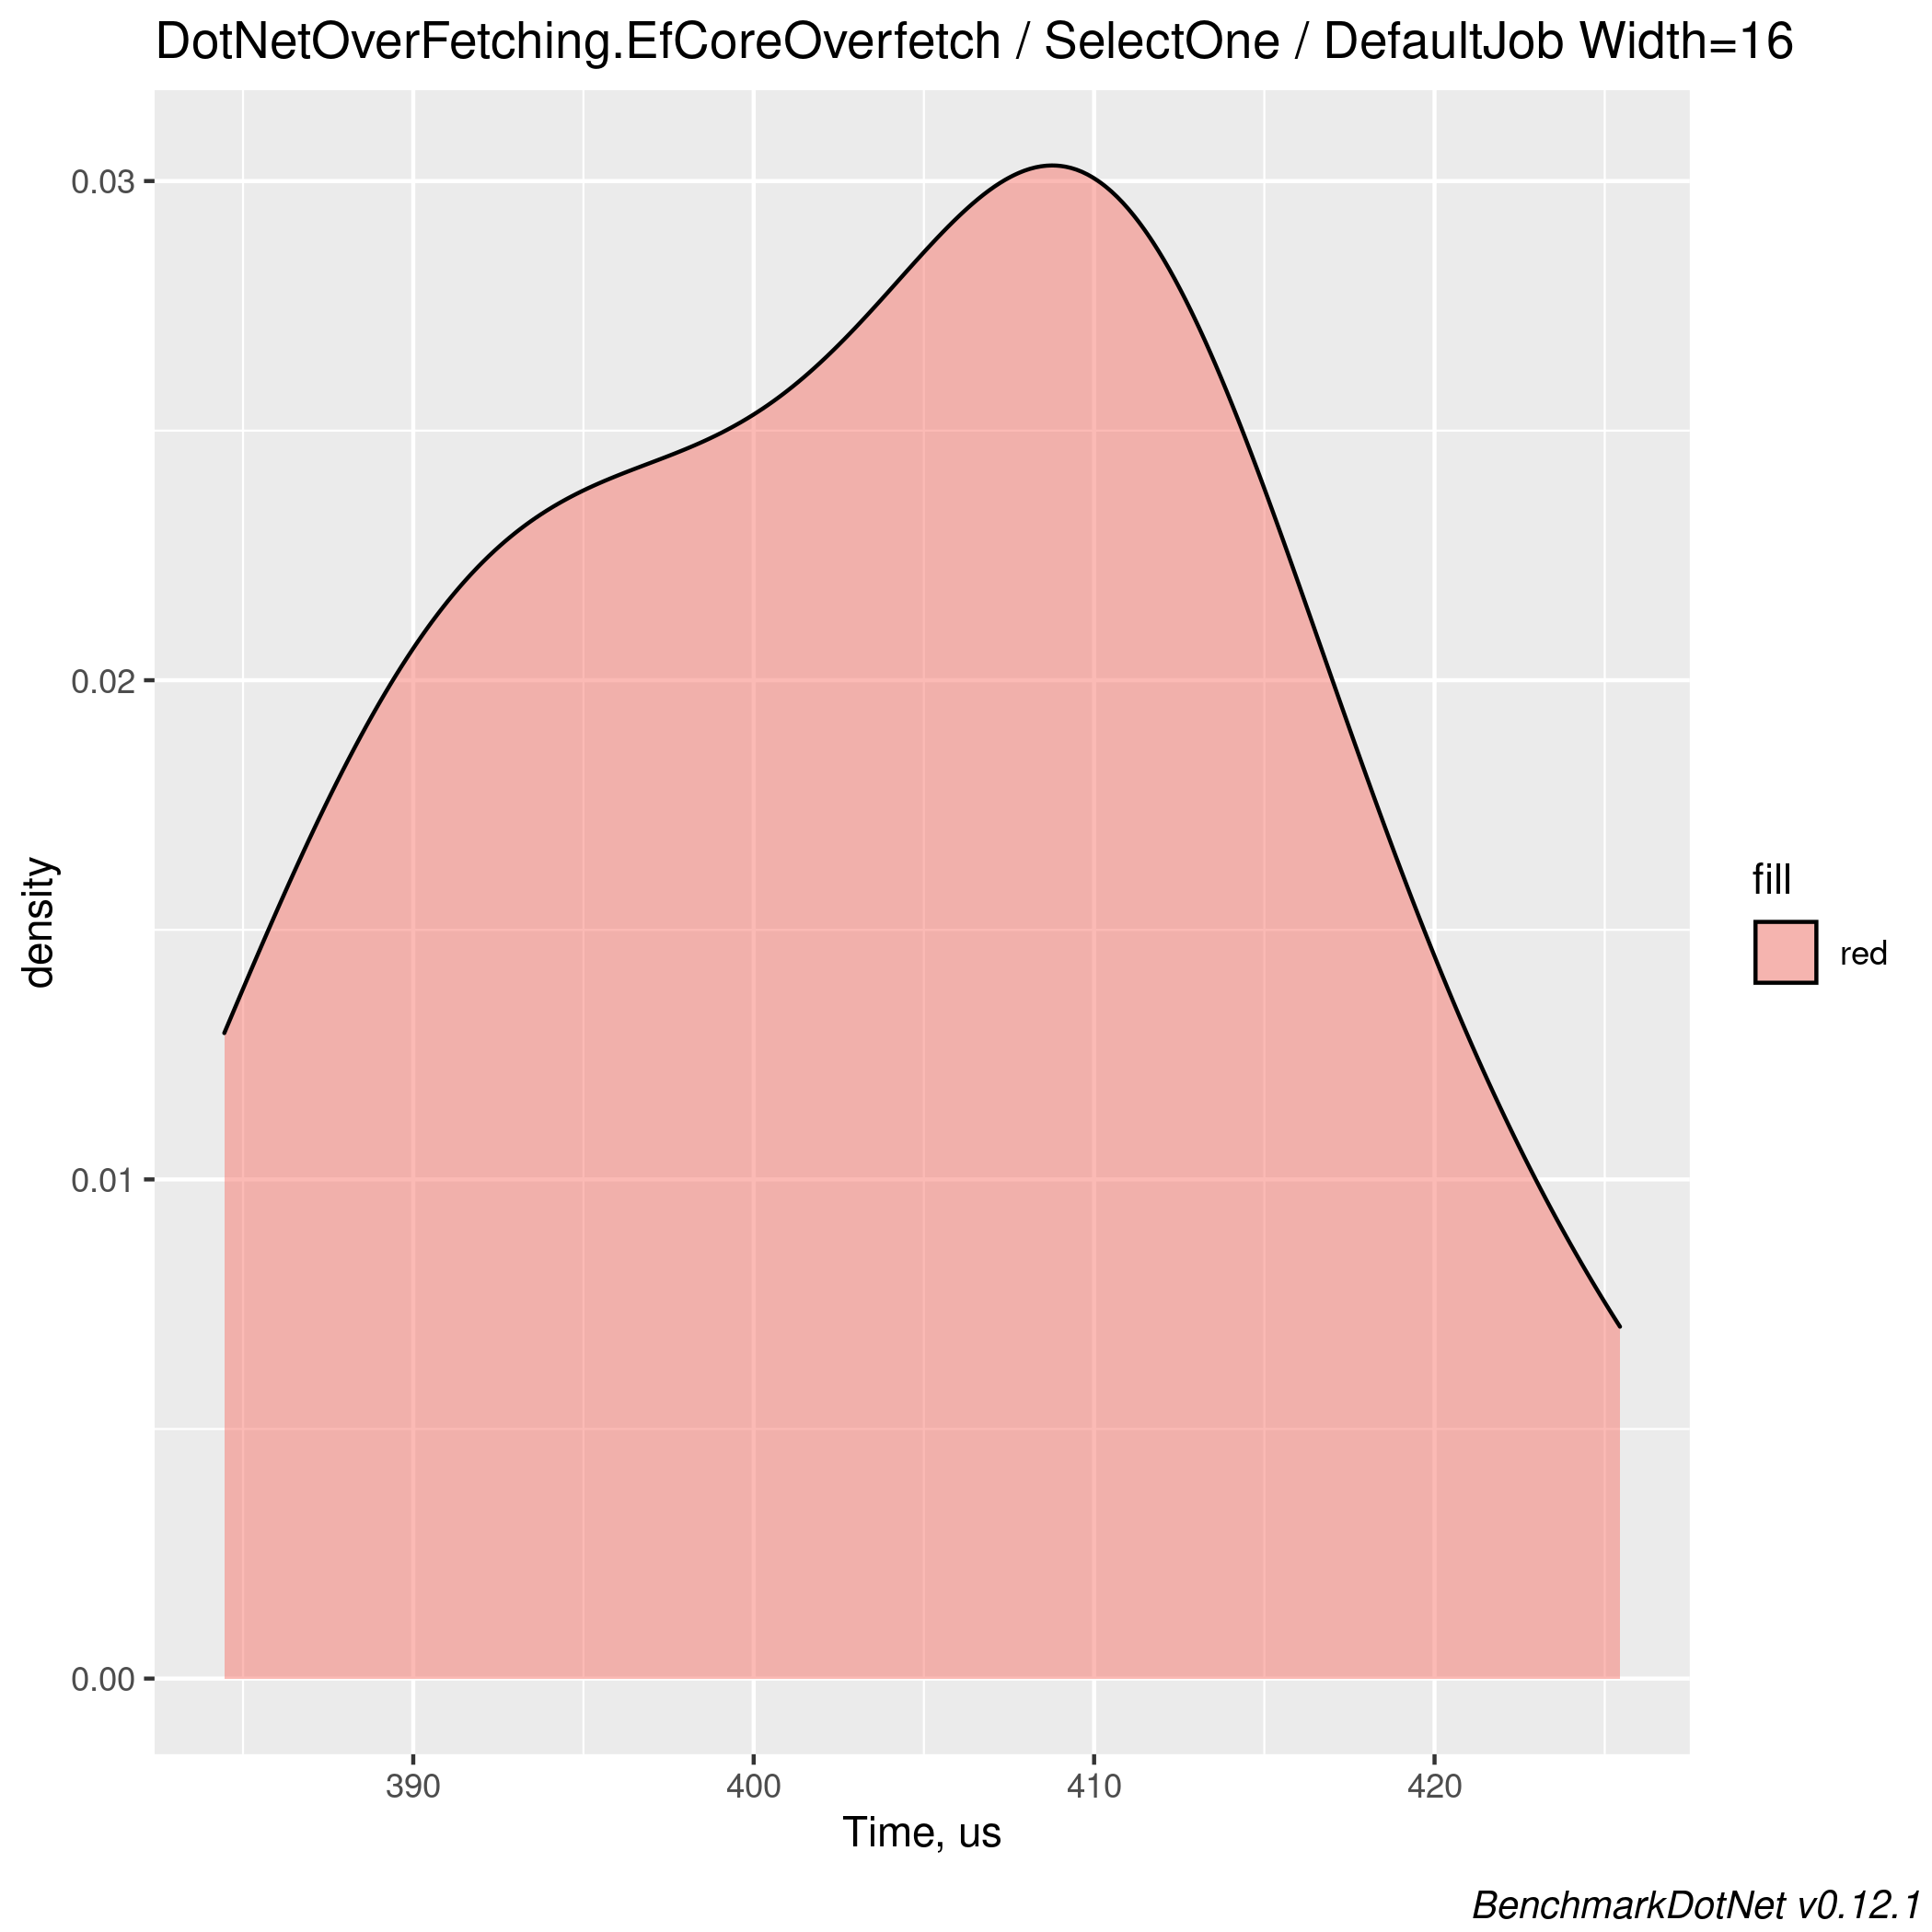 DotNetOverFetching.EfCoreOverfetch / SelectOne / DefaultJob Width=16
0.03
0.02
0.01
0.00
density
390 400 410 420
Time, us
fill
red
BenchmarkDotNet v0.12.1